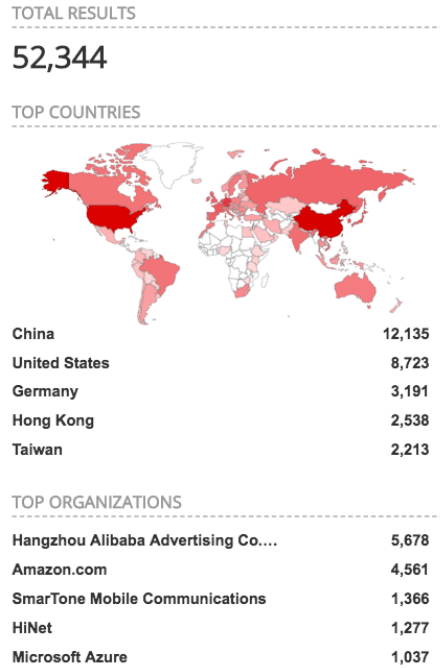 TOTAL RESULTS
52,344
TOP COUNTRIES
China 12,135
United States 8,723
Germany 3,191
Hong Kong 2,538
Taiwan 2,213
TOP ORGANIZATIONS
Hangzhou Alibaba Advertising Co.... 5,678
Amazon.com 4,561
SmarTone Mobile Communications 1,366
HiNet 1,277
Microsoft Azure 1,037